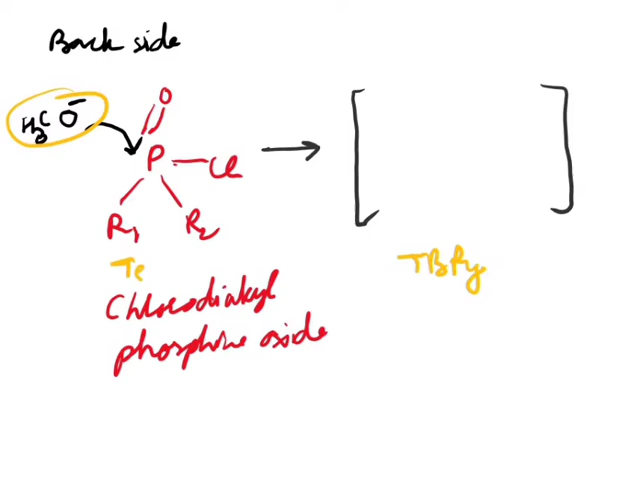 Back side
H3C O-
O
P
Cl
R1 R2
Te
TBPy
Chlorodialkyl
phosphine oxide